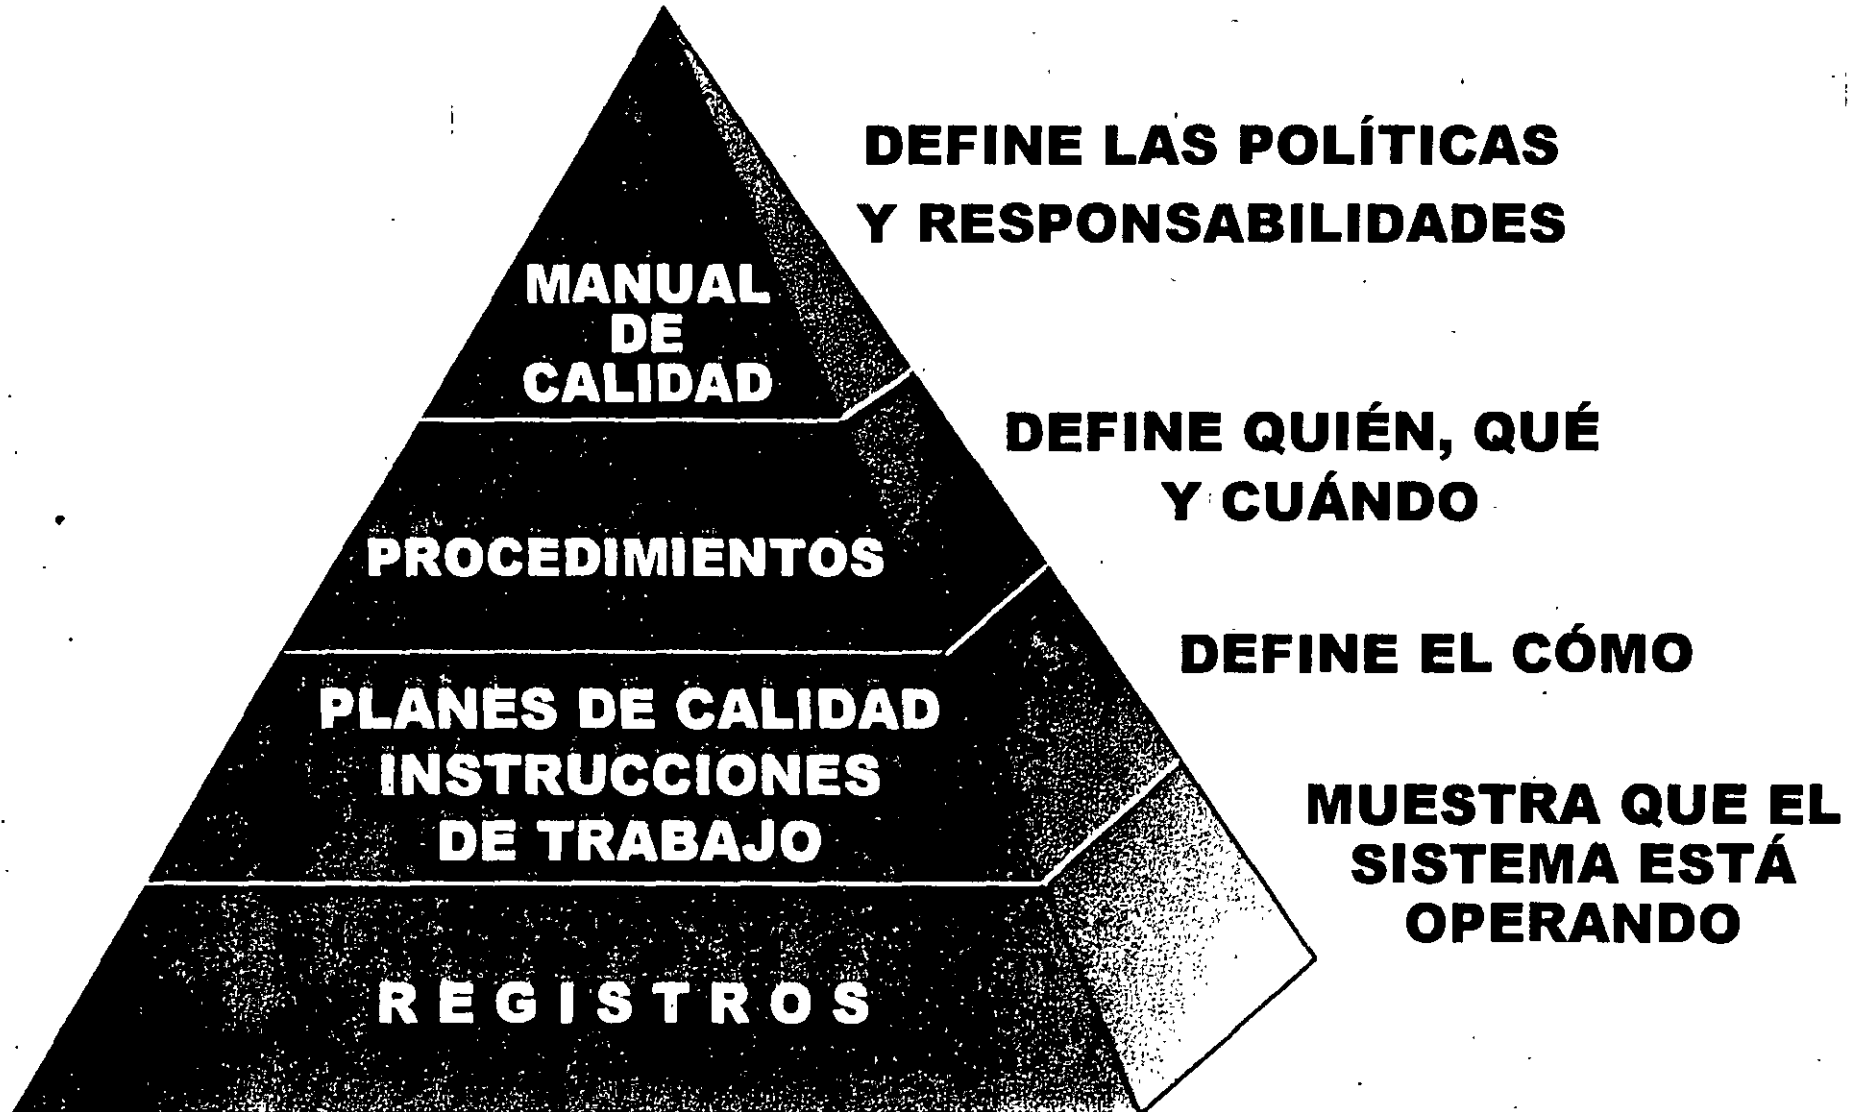 DEFINE LAS POLÍTICAS
Y RESPONSABILIDADES
MANUAL
DE
CALIDAD
DEFINE QUIÉN, QUÉ
Y CUÁNDO
PROCEDIMIENTOS
DEFINE EL CÓMO
PLANES DE CALIDAD
INSTRUCCIONES
DE TRABAJO
MUESTRA QUE EL
SISTEMA ESTÁ
OPERANDO
REGISTROS